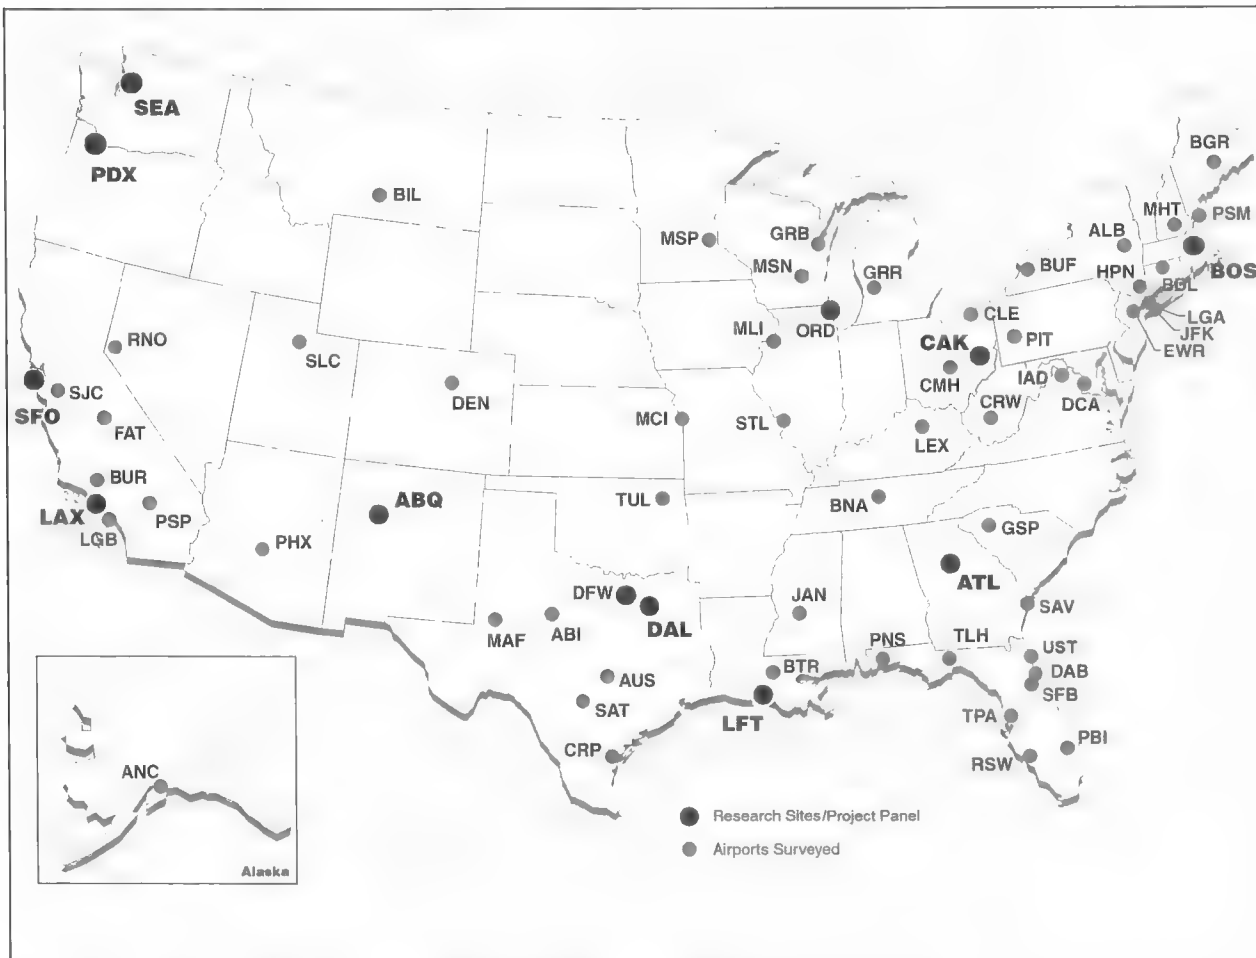 SEA
PDX
BIL
BGR
MHT
PSM
MSP
GRB
ALB
BOS
MSN
GRR
BUF
HPN
BDL
LGA
JFK
EWR
RNO
SLC
MLI
ORD
CLE
CAK
PIT
SFO
SJC
DEN
CMH
IAD
DCA
FAT
MCI
STL
CRW
LEX
BUR
ABQ
TUL
BNA
LAX
PSP
LGB
PHX
GSP
DFW
ATL
JAN
SAV
MAF
ABI
DAL
PNS
TLH
UST
BTR
DAB
AUS
SFB
SAT
LFT
TPA
PBI
CRP
RSW
ANC
Alaska
Research Sites/Project Panel
Airports Surveyed